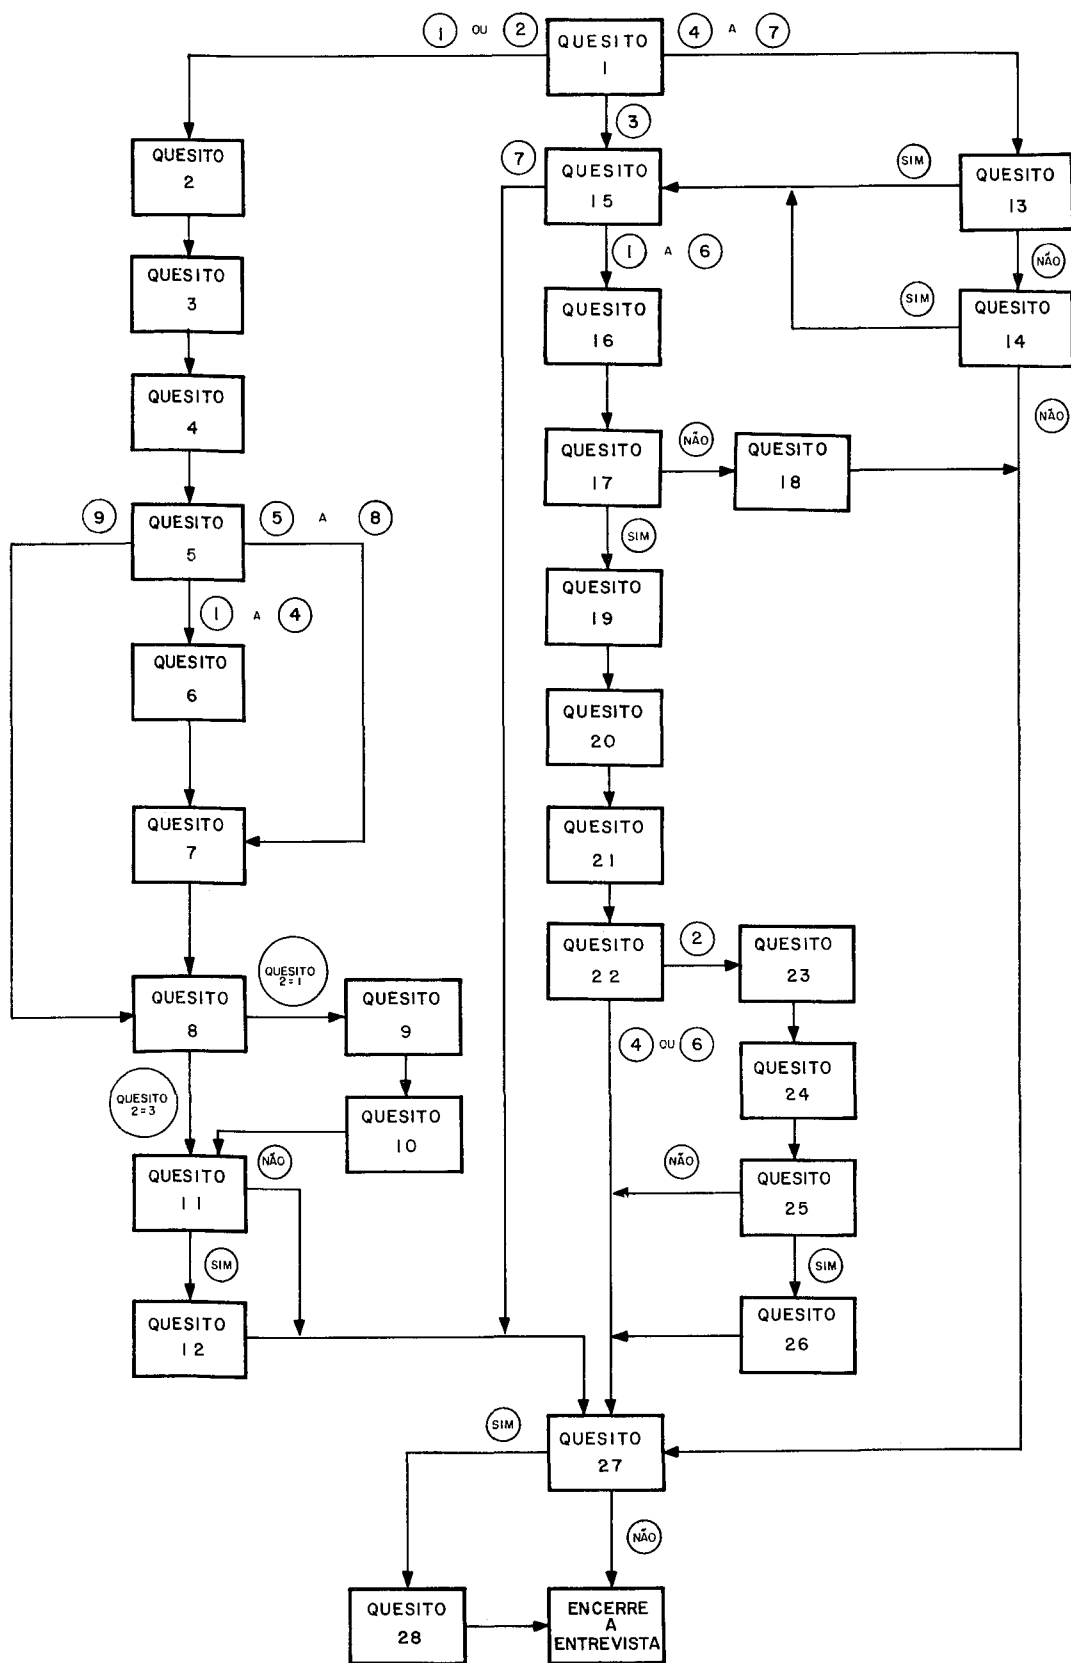 1 OU 2
QUESITO
1
4 A 7
3
QUESITO
2
7
QUESITO
15
SIM
QUESITO
13
1 A 6
NÃO
QUESITO
3
QUESITO
16
SIM
QUESITO
14
QUESITO
4
NÃO
QUESITO
17
NÃO
QUESITO
18
9
QUESITO
5
5 A 8
SIM
1 A 4
QUESITO
19
QUESITO
6
QUESITO
20
QUESITO
7
QUESITO
21
QUESITO
22
2
QUESITO
23
QUESITO
8
QUESITO
2=1
QUESITO
9
4 OU 6
QUESITO
24
QUESITO
2=3
QUESITO
10
QUESITO
11
NÃO
NÃO
QUESITO
25
SIM
SIM
QUESITO
12
QUESITO
26
SIM
QUESITO
27
NÃO
QUESITO
28
ENCERRE
A
ENTREVISTA